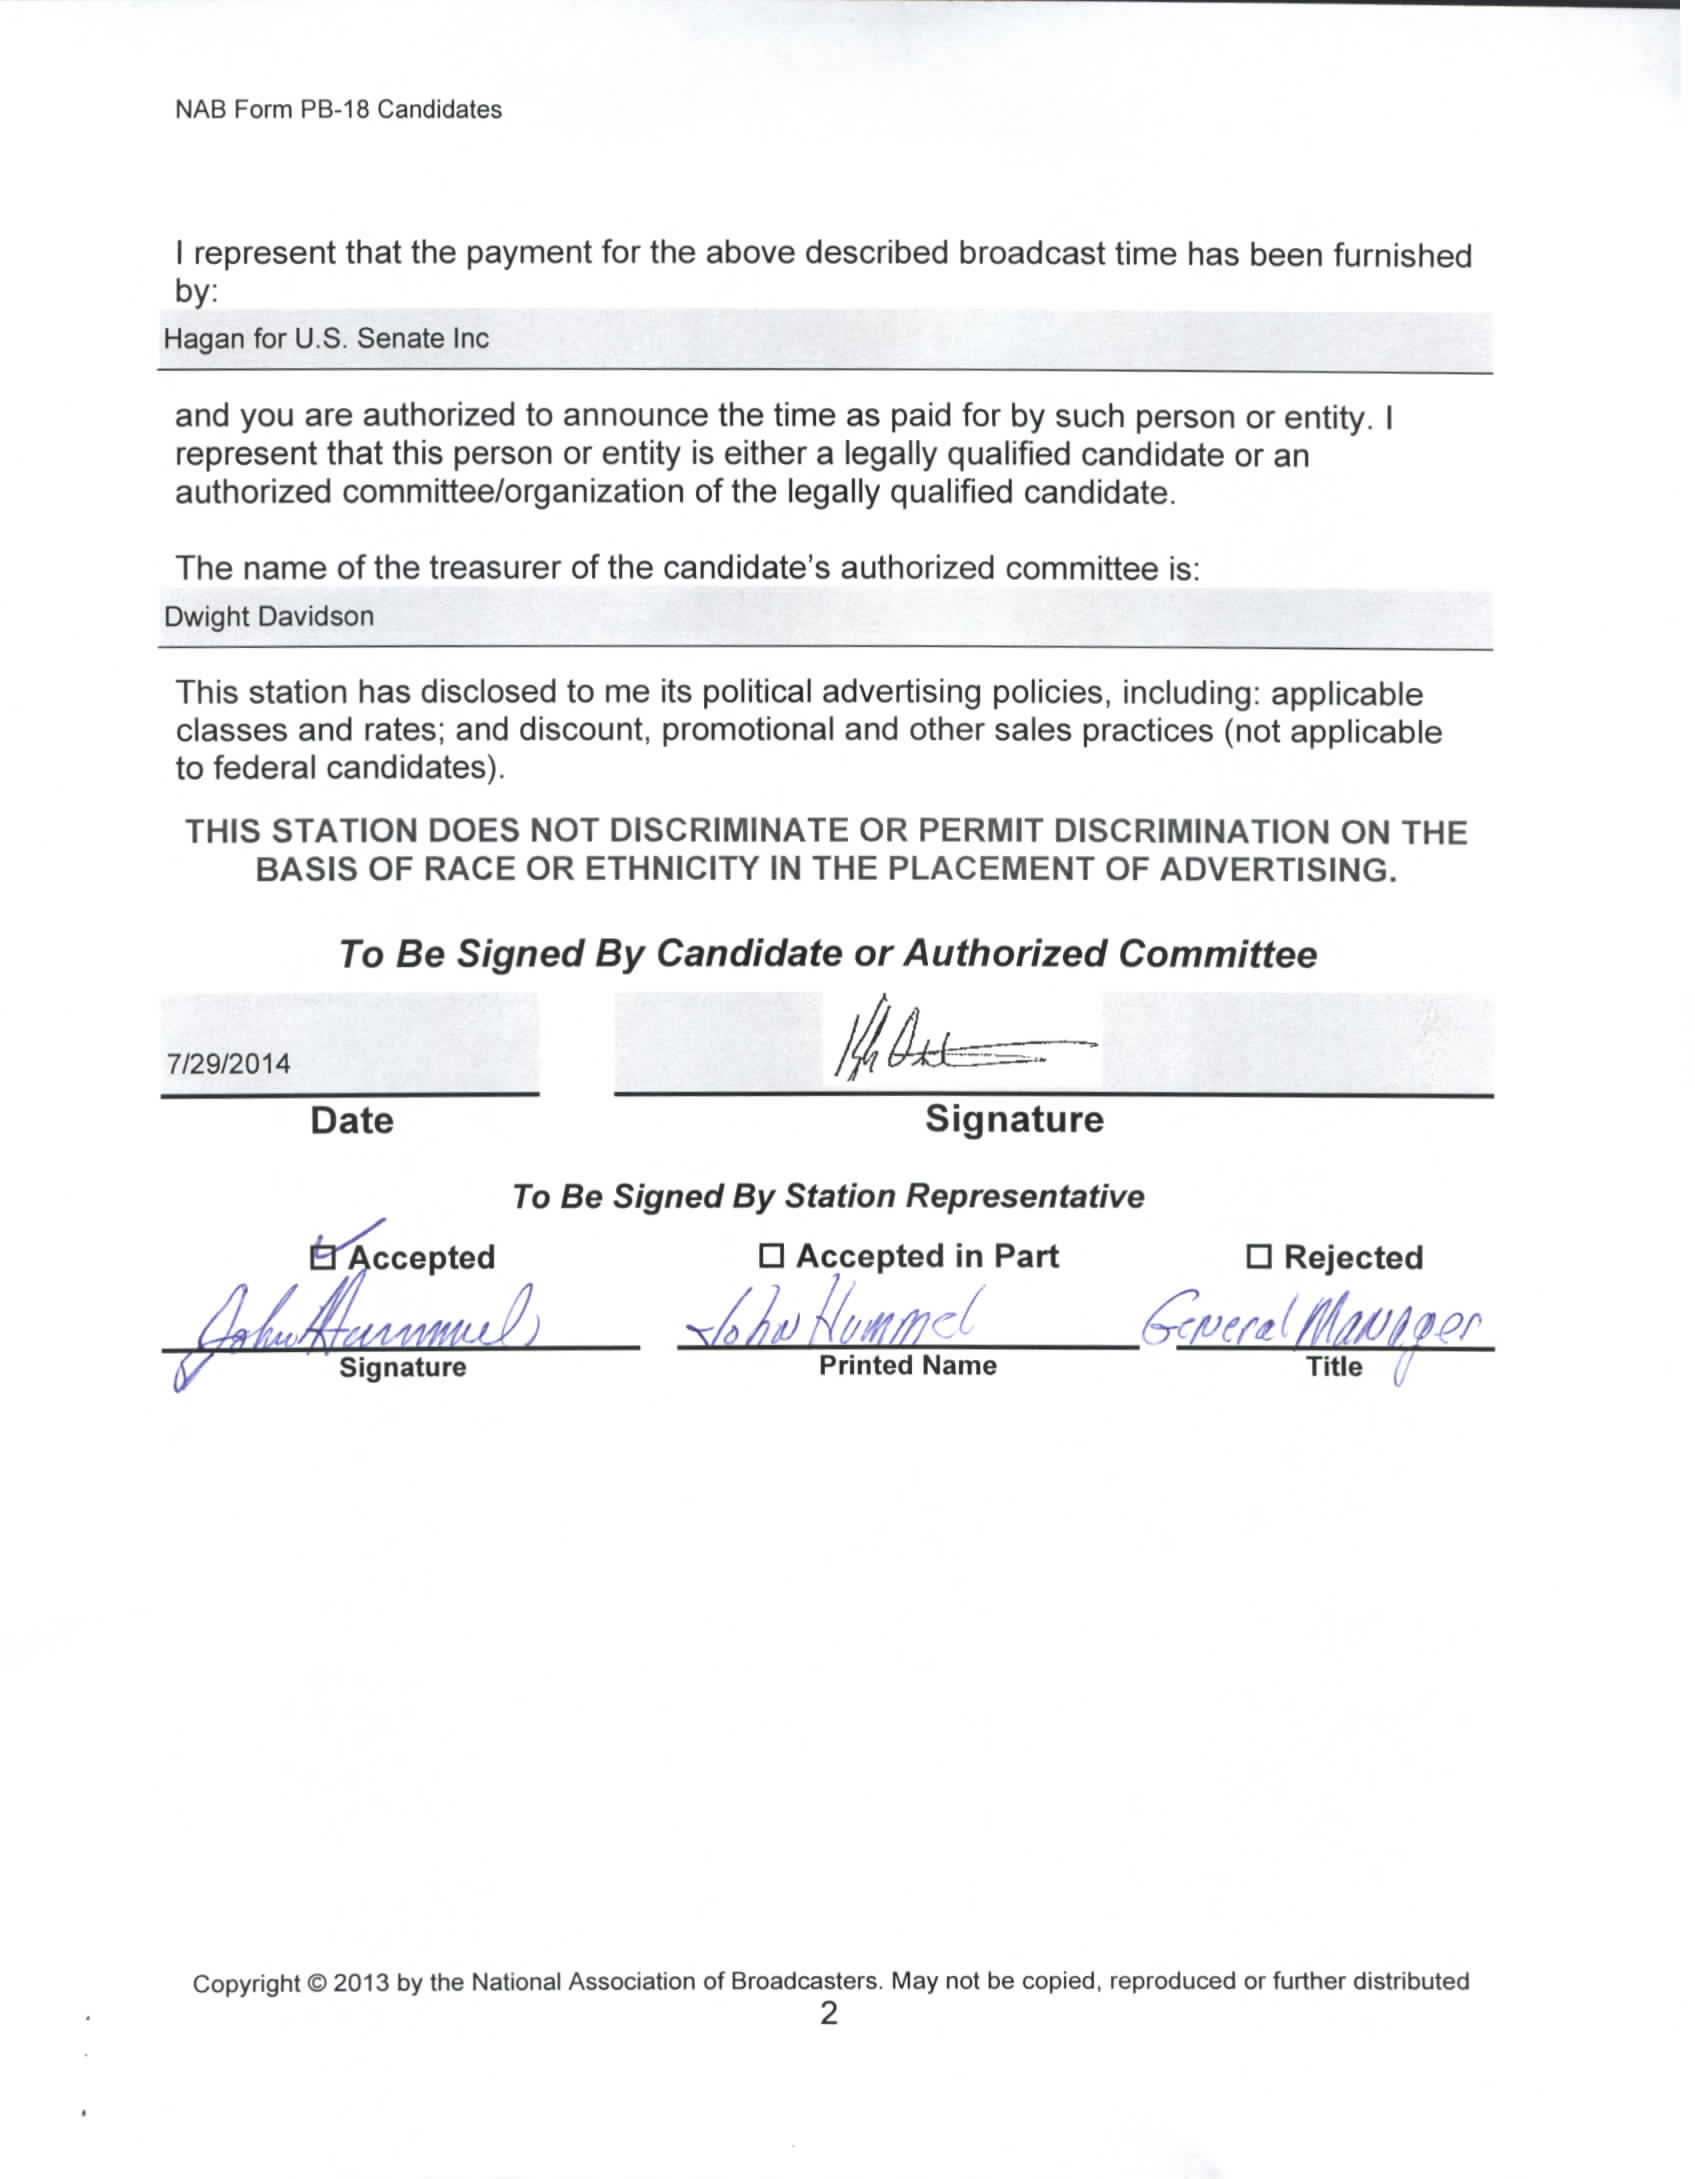 NAB Form PB-18 Candidates
I represent that the payment for the above described broadcast time has been furnished
by:
Hagan for U.S. Senate Inc
and you are authorized to announce the time as paid for by such person or entity. I
represent that this person or entity is either a legally qualified candidate or an
authorized committee/organization of the legally qualified candidate.
The name of the treasurer of the candidate's authorized committee is:
Dwight Davidson
This station has disclosed to me its political advertising policies, including: applicable
classes and rates; and discount, promotional and other sales practices (not applicable
to federal candidates).
THIS STATION DOES NOT DISCRIMINATE OR PERMIT DISCRIMINATION ON THE
BASIS OF RACE OR ETHNICITY IN THE PLACEMENT OF ADVERTISING.
To Be Signed By Candidate or Authorized Committee
7/29/2014
Date Signature
To Be Signed By Station Representative
Accepted Accepted in Part Rejected
John Hummel John Hummel General Manager
Signature Printed Name Title
Copyright © 2013 by the National Association of Broadcasters. May not be copied, reproduced or further distributed
2